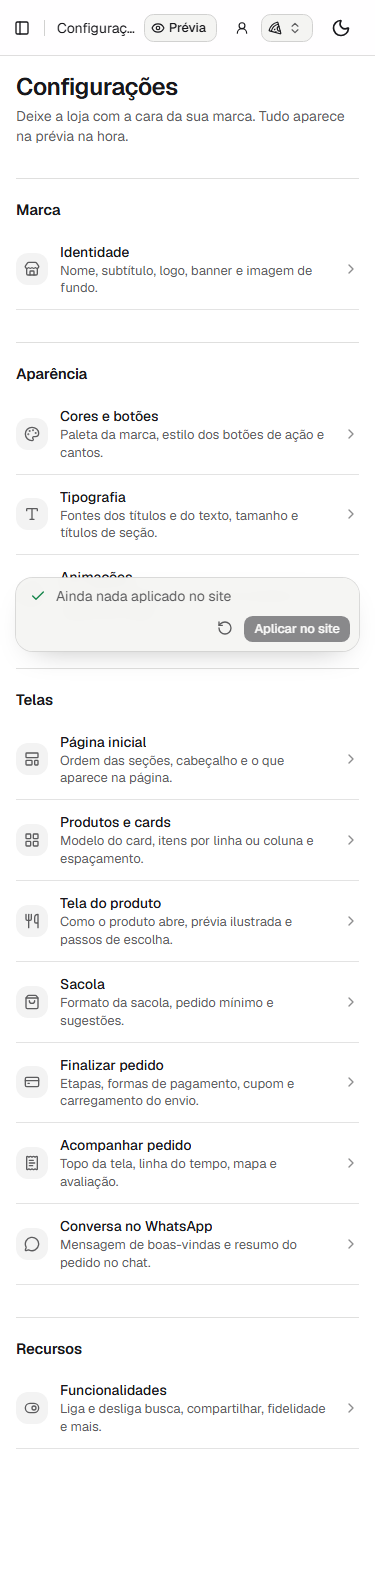 Configuraç...
Prévia
Configurações
Deixe a loja com a cara da sua marca. Tudo aparece
na prévia na hora.
Marca
Identidade
Nome, subtítulo, logo, banner e imagem de
fundo.
Aparência
Cores e botões
Paleta da marca, estilo dos botões de ação e
cantos.
Tipografia
Fontes dos títulos e do texto, tamanho e
títulos de seção.
Animações
Ainda nada aplicado no site
Aplicar no site
Telas
Página inicial
Ordem das seções, cabeçalho e o que
aparece na página.
Produtos e cards
Modelo do card, itens por linha ou coluna e
espaçamento.
Tela do produto
Como o produto abre, prévia ilustrada e
passos de escolha.
Sacola
Formato da sacola, pedido mínimo e
sugestões.
Finalizar pedido
Etapas, formas de pagamento, cupom e
carregamento do envio.
Acompanhar pedido
Topo da tela, linha do tempo, mapa e
avaliação.
Conversa no WhatsApp
Mensagem de boas-vindas e resumo do
pedido no chat.
Recursos
Funcionalidades
Liga e desliga busca, compartilhar, fidelidade
e mais.